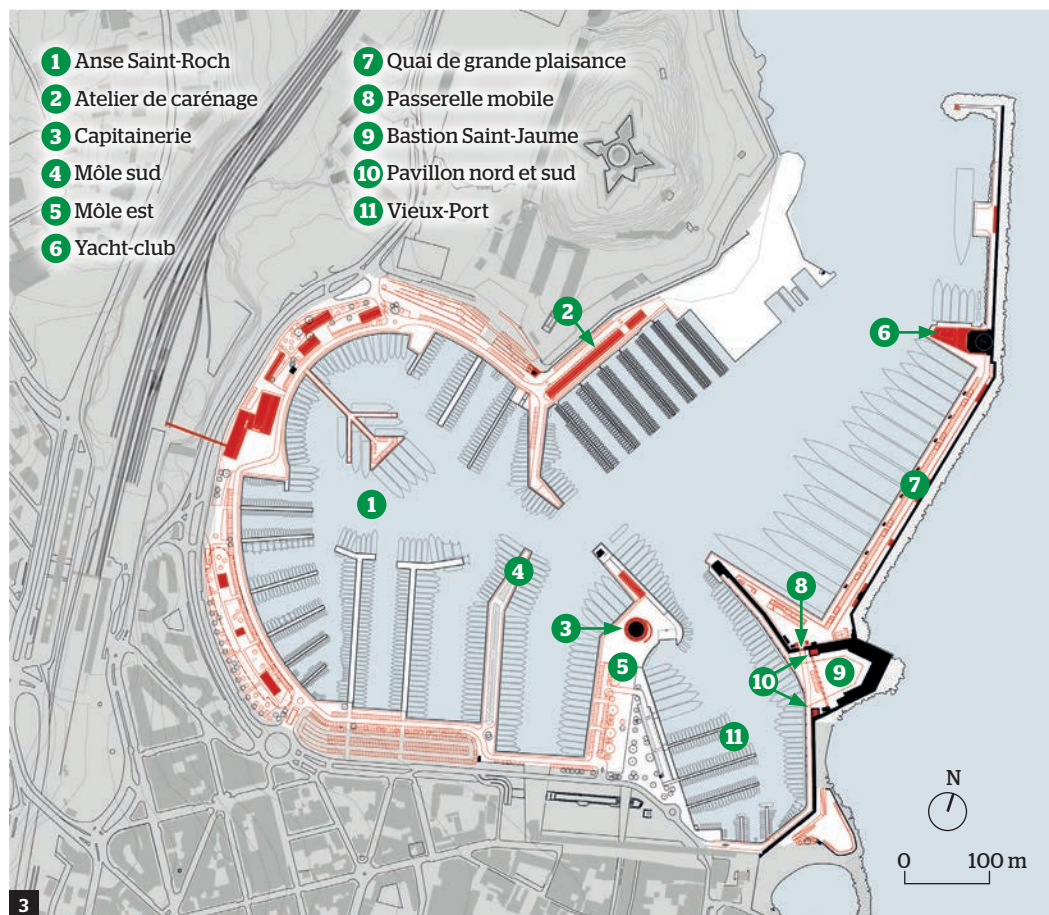 1 Anse Saint-Roch
2 Atelier de carénage
3 Capitainerie
4 Môle sud
5 Môle est
6 Yacht-club
7 Quai de grande plaisance
8 Passerelle mobile
9 Bastion Saint-Jaume
10 Pavillon nord et sud
11 Vieux-Port
2
6
7
1
4
8
3
5
10
9
11
N
0 100 m
3